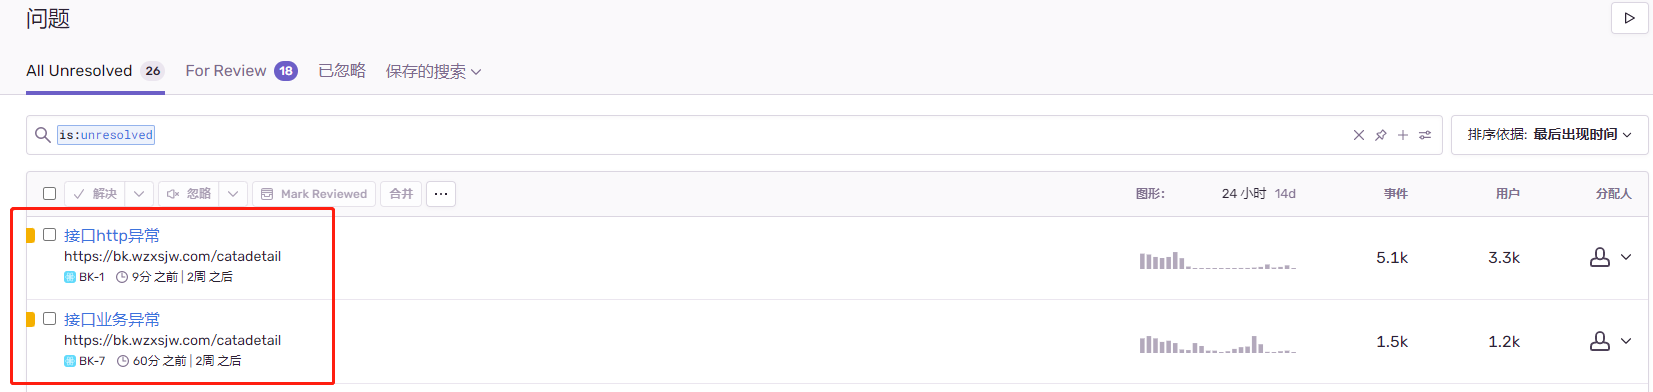 问题
All Unresolved 26 For Review 18 已忽略 保存的搜索
is:unresolved 排序依据: 最后出现时间
解决 忽略 Mark Reviewed 合并 ··· 图形: 24 小时 14d 事件 用户 分配人
接口http异常
https://bk.wzxsjw.com/catadetail 5.1k 3.3k
BK-1 9分 之前 | 2周 之后
接口业务异常
https://bk.wzxsjw.com/catadetail 1.5k 1.2k
BK-7 60分 之前 | 2周 之后